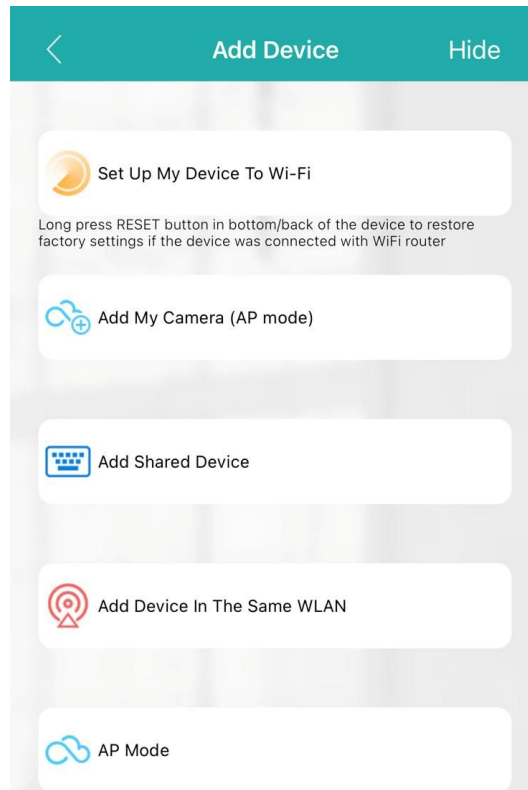 Add Device
Hide
Set Up My Device To Wi-Fi
Long press RESET button in bottom/back of the device to restore
factory settings if the device was connected with WiFi router
Add My Camera (AP mode)
Add Shared Device
Add Device In The Same WLAN
AP Mode